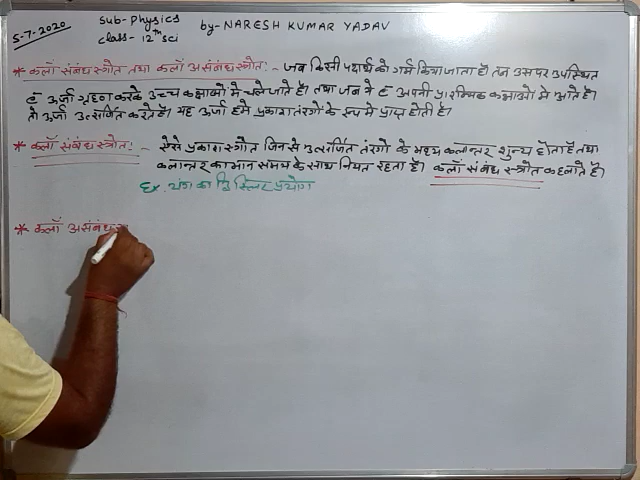 5-7-2020
Sub-Physics
class- 12th sci
by-NARESH KUMAR YADAV
* कलाँ संबंध स्त्रोत तथा कलाँ असंबंध स्त्रोत:- जब किसी पदार्थ को गर्म किया जाता है। तब उसपर उपस्थित
ē ऊर्जा ग्रहण करके उच्च कक्षाओ मे चले जाते है। तथा जब ये ē अपनी प्रारम्भिक कक्षाओ मे आते है।
तो ऊर्जा उत्सर्जित करते है। यह ऊर्जा हमे प्रकाश तरंगो के रूप मे प्राप्त होती है।
* कलाँ संबंध स्त्रोत:- ऐसे प्रकाश स्त्रोत जिनसे उत्सर्जित तरंगो के मध्य कलान्तर शुन्य होता है तथा
कलान्तर का मान समय के साथ नियत रहता है। कलाँ संबंध स्त्रोत कहलाते है।
Ex. यंग का द्वि स्लिट प्रयोग
* कलाँ असंबंध